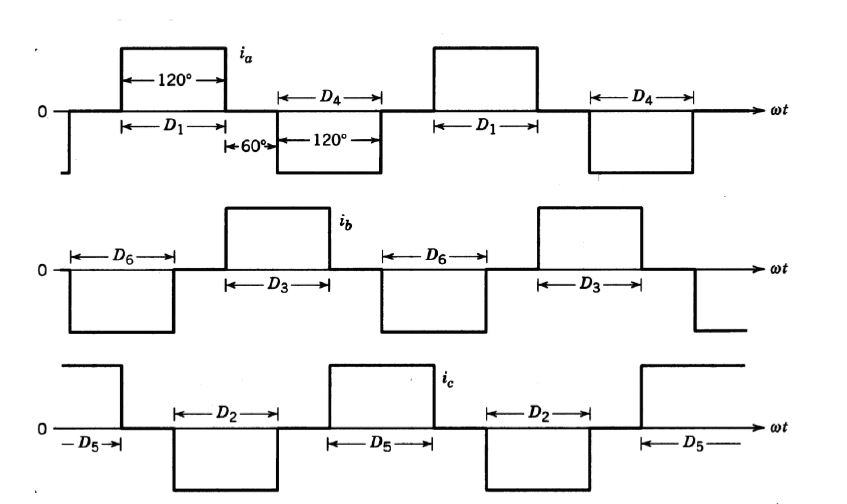 i_a
120°
D_4 D_4
0 ωt
D_1 D_1
60° 120°
i_b
D_6 D_6
0 ωt
D_3 D_3
i_c
D_2 D_2
0 ωt
D_5 D_5 D_5